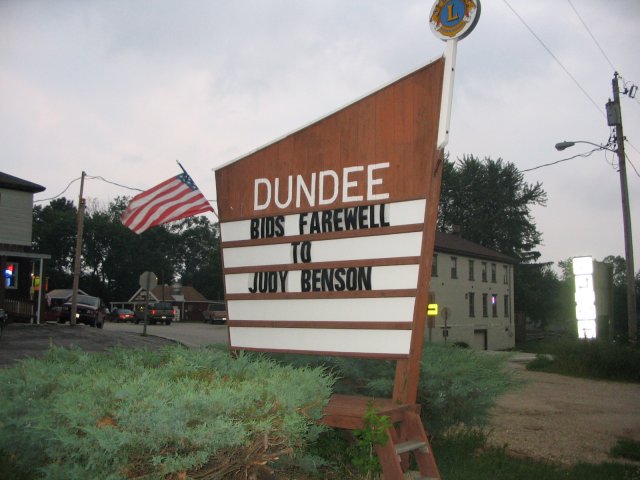 L
DUNDEE
BIDS FAREWELL
TO
JUDY BENSON